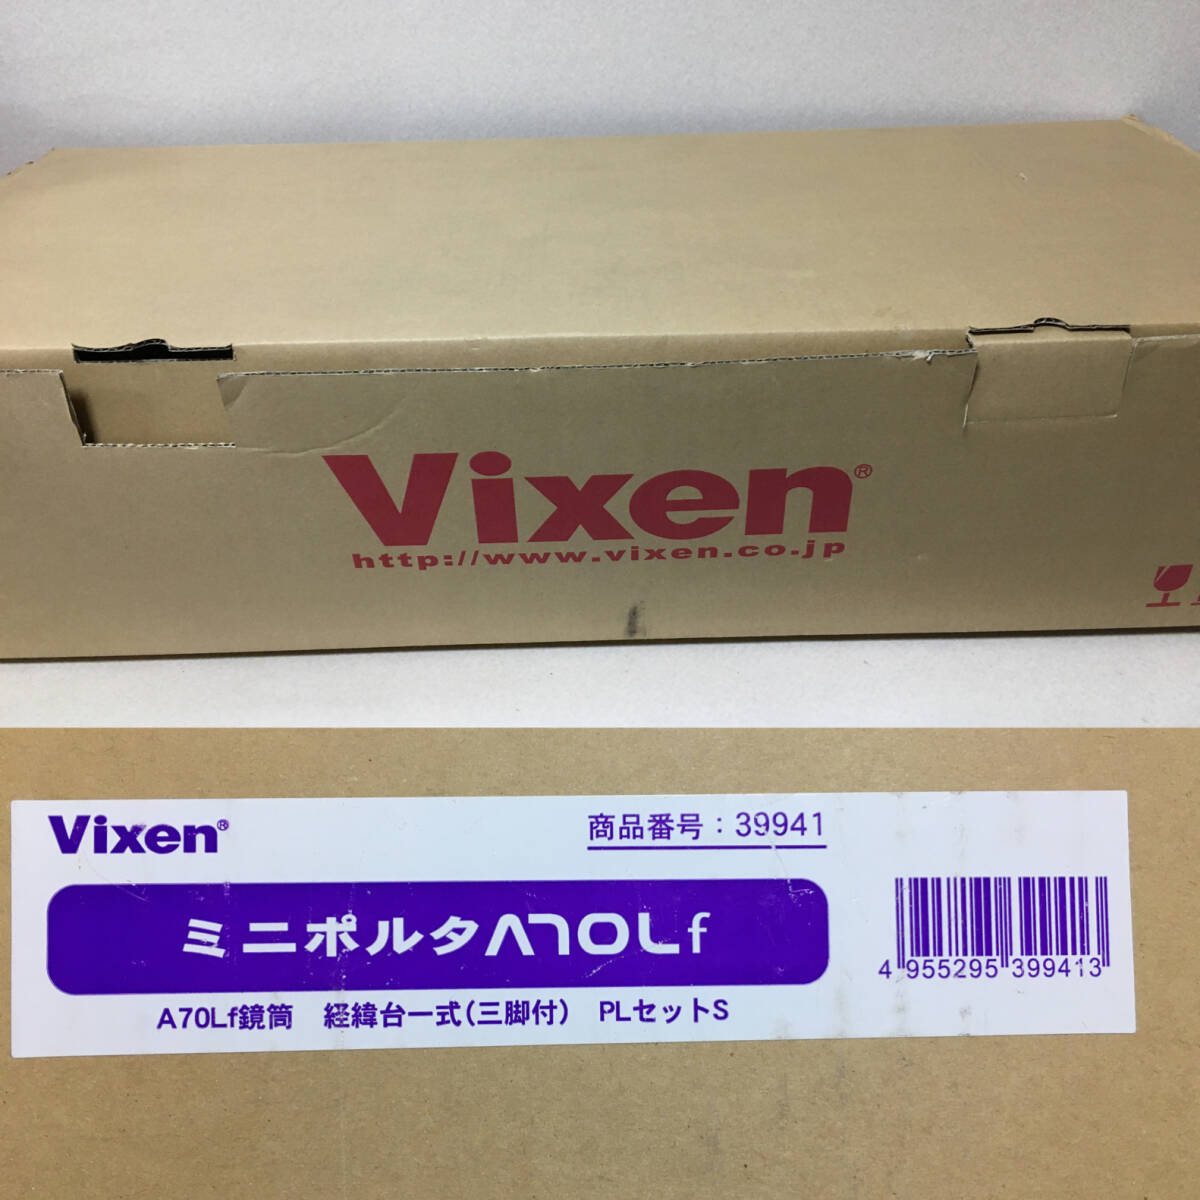 Vixen®
http://www.vixen.co.jp
Vixen®
商品番号:39941
ミニポルタA70Lf
A70Lf鏡筒 経緯台一式(三脚付) PLセットS
4 955295 399413